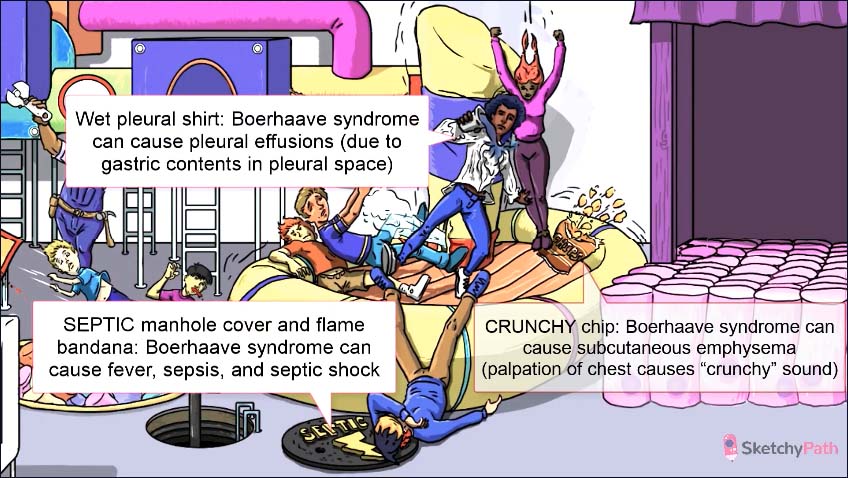 Wet pleural shirt: Boerhaave syndrome
can cause pleural effusions (due to
gastric contents in pleural space)
SEPTIC manhole cover and flame
bandana: Boerhaave syndrome can
cause fever, sepsis, and septic shock
CRUNCHY chip: Boerhaave syndrome can
cause subcutaneous emphysema
(palpation of chest causes “crunchy” sound)
SEPTIC
SketchyPath